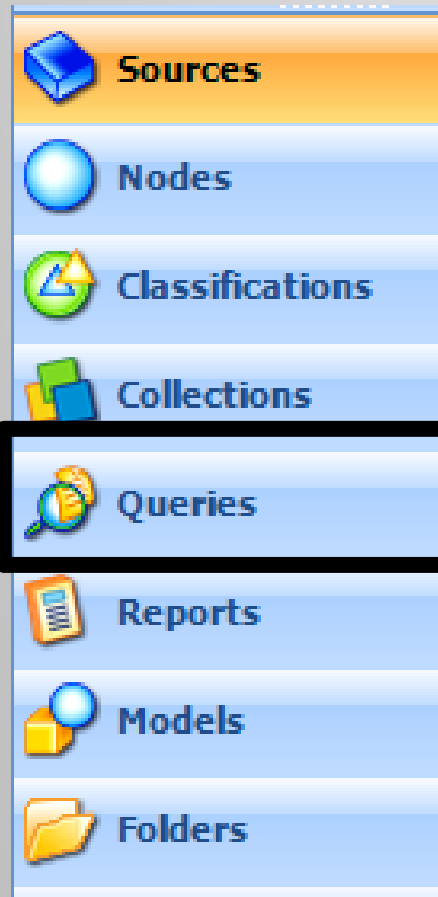 Sources
Nodes
Classifications
Collections
Queries
Reports
Models
Folders